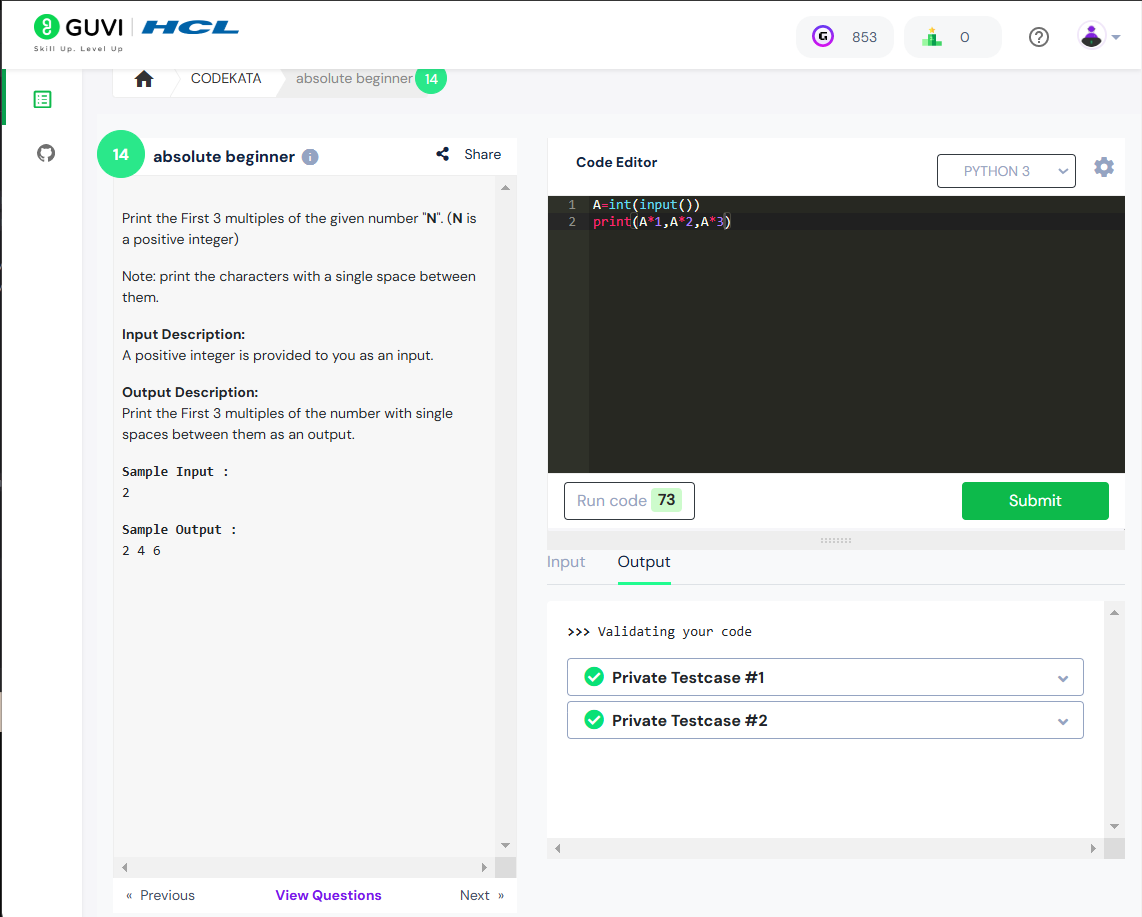 GUVI HCL
Skill Up. Level Up
853
0
CODEKATA
absolute beginner 14
14 absolute beginner
Share
Print the First 3 multiples of the given number "N". (N is
a positive integer)
Note: print the characters with a single space between
them.
Input Description:
A positive integer is provided to you as an input.
Output Description:
Print the First 3 multiples of the number with single
spaces between them as an output.
Sample Input :
2
Sample Output :
2 4 6
« Previous
View Questions
Next »
Code Editor
PYTHON 3
1 A=int(input())
2 print(A*1,A*2,A*3)
Run code 73
Submit
Input
Output
>>> Validating your code
Private Testcase #1
Private Testcase #2